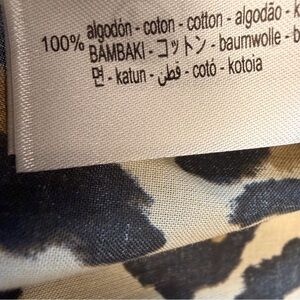 100% algodón - coton - cotton - algodão - k
BAMBAKI - コットン - baumwolle - b
면 - katun - قطن - cotó - kotoia